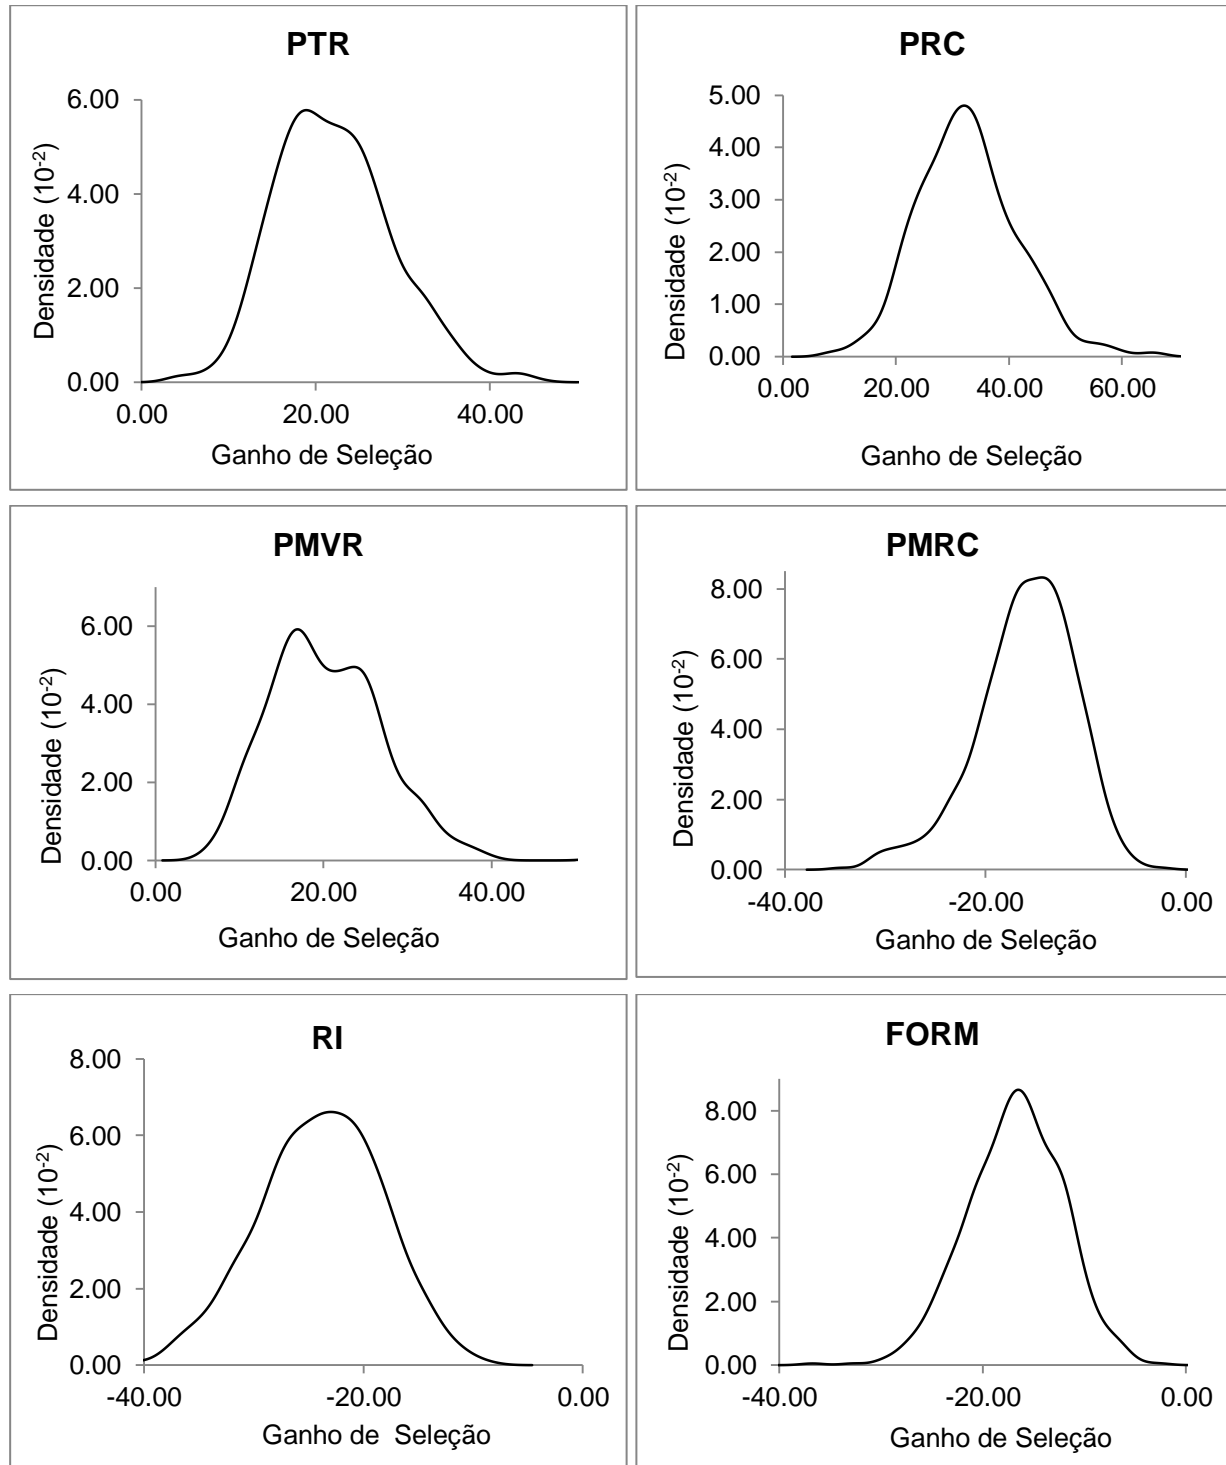 PTR
6.00
4.00
2.00
0.00
0.00 20.00 40.00
Densidade (10-2)
Ganho de Seleção
PRC
5.00
4.00
3.00
2.00
1.00
0.00
0.00 20.00 40.00 60.00
Densidade (10-2)
Ganho de Seleção
PMVR
6.00
4.00
2.00
0.00
0.00 20.00 40.00
Densidade (10-2)
Ganho de Seleção
PMRC
8.00
6.00
4.00
2.00
0.00
-40.00 -20.00 0.00
Densidade (10-2)
Ganho de Seleção
RI
8.00
6.00
4.00
2.00
0.00
-40.00 -20.00 0.00
Densidade (10-2)
Ganho de Seleção
FORM
8.00
6.00
4.00
2.00
0.00
-40.00 -20.00 0.00
Densidade (10-2)
Ganho de Seleção